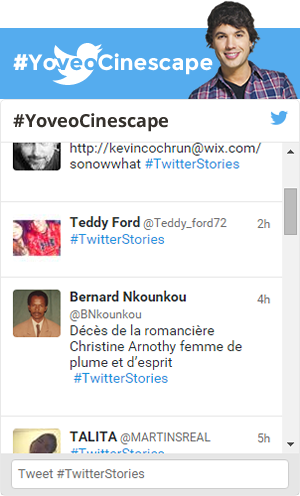 #YoveoCinescape
#YoveoCinescape
http://kevincochrun@wix.com/
sonowwhat #TwitterStories
Teddy Ford @Teddy_ford72 2h
#TwitterStories
Bernard Nkounkou 4h
@BNkounkou
Décès de la romancière
Christine Arnothy femme de
plume et d'esprit
#TwitterStories
TALITA @MARTINSREAL 5h
#TwitterStories
Tweet #TwitterStories